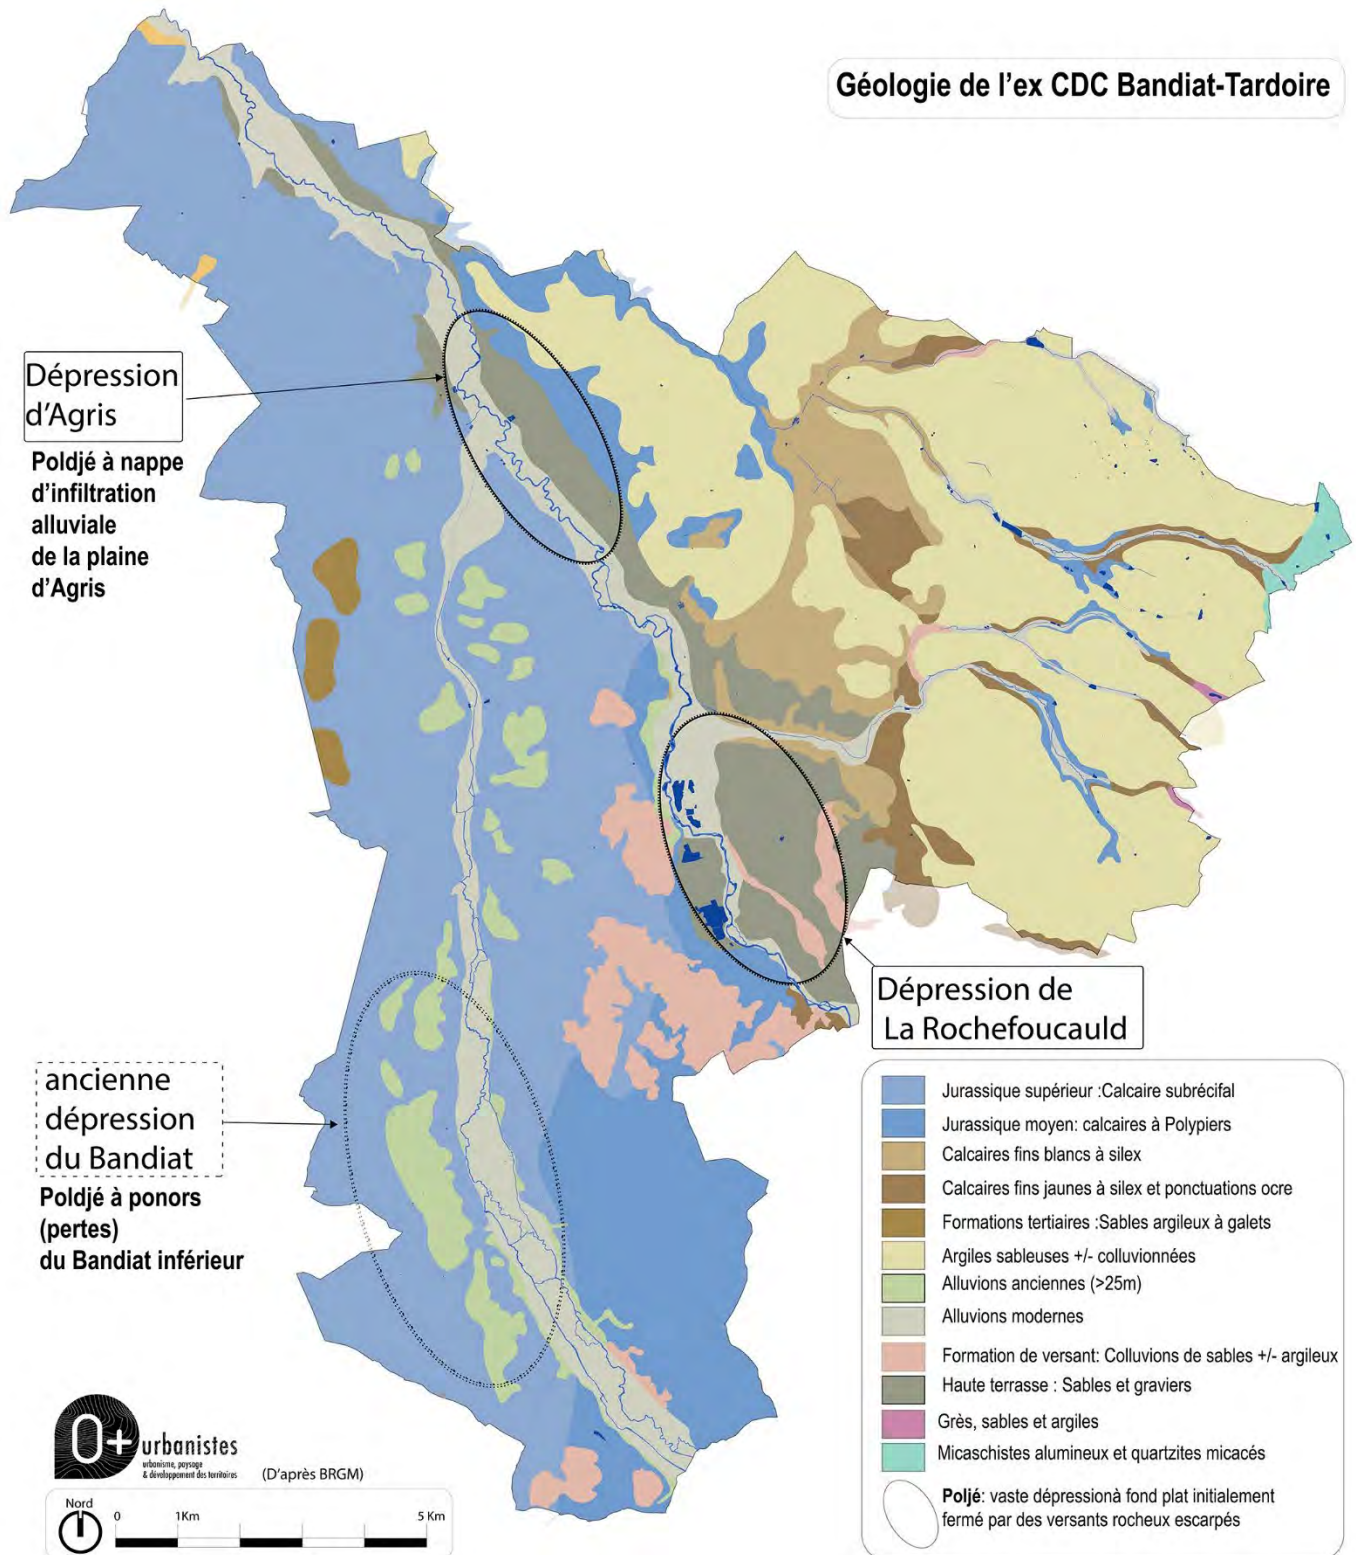 Géologie de l'ex CDC Bandiat-Tardoire
Dépression
d'Agris
Poldjé à nappe
d'infiltration
alluviale
de la plaine
d'Agris
Dépression de
La Rochefoucauld
ancienne
dépression
du Bandiat
Poldjé à ponors
(pertes)
du Bandiat inférieur
Jurassique supérieur :Calcaire subrécifal
Jurassique moyen: calcaires à Polypiers
Calcaires fins blancs à silex
Calcaires fins jaunes à silex et ponctuations ocre
Formations tertiaires :Sables argileux à galets
Argiles sableuses +/- colluvionnées
Alluvions anciennes (>25m)
Alluvions modernes
Formation de versant: Colluvions de sables +/- argileux
Haute terrasse : Sables et graviers
Grès, sables et argiles
Micaschistes alumineux et quartzites micacés
Poljé: vaste dépressionà fond plat initialement
fermé par des versants rocheux escarpés
0+ urbanistes
urbanisme, paysage
& développement des territoires
(D'après BRGM)
Nord
0 1Km 5 Km